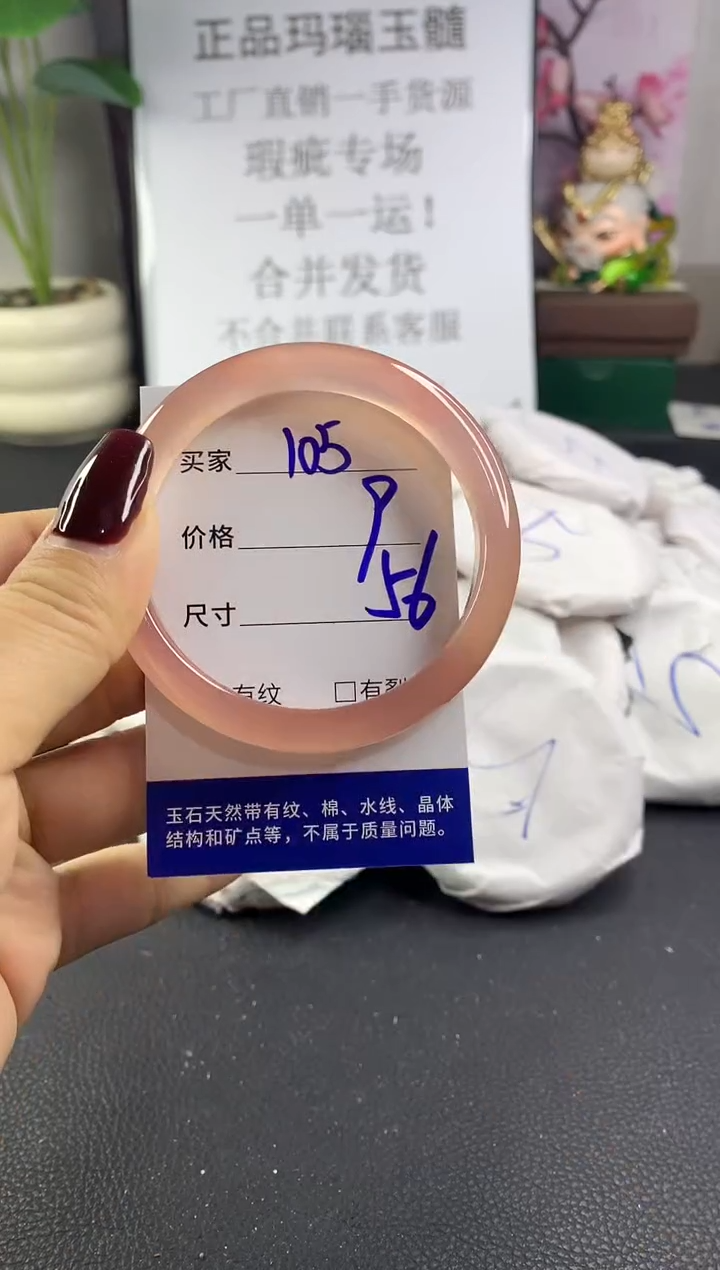 正品玛瑙玉髓
工厂直销一手货源
瑕疵专场
一单一运!
合并发货
不合并联系客服
买家 105
价格 9
尺寸 56
有纹 □有裂
玉石天然带有纹、棉、水线、晶体
结构和矿点等，不属于质量问题。
5
7